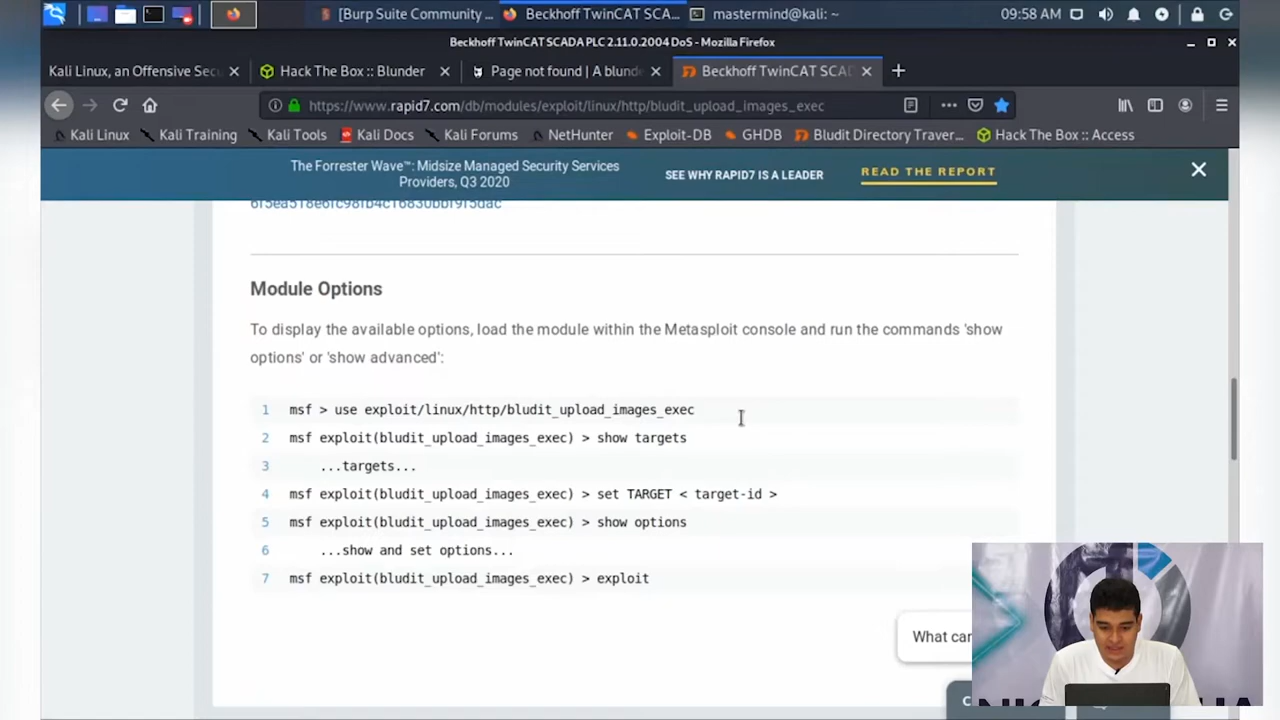 [Burp Suite Community ...
Beckhoff TwinCAT SCA...
mastermind@kali: ~
09:58 AM
Beckhoff TwinCAT SCADA PLC 2.11.0.2004 DoS - Mozilla Firefox
Kali Linux, an Offensive Secu
Hack The Box :: Blunder
Page not found | A blunde
Beckhoff TwinCAT SCA
https://www.rapid7.com/db/modules/exploit/linux/http/bludit_upload_images_exec
Kali Linux
Kali Training
Kali Tools
Kali Docs
Kali Forums
NetHunter
Exploit-DB
GHDB
Bludit Directory Traver...
Hack The Box :: Access
The Forrester Wave™: Midsize Managed Security Services
Providers, Q3 2020
SEE WHY RAPID7 IS A LEADER
READ THE REPORT
Module Options
To display the available options, load the module within the Metasploit console and run the commands 'show
options' or 'show advanced':
1 msf > use exploit/linux/http/bludit_upload_images_exec
2 msf exploit(bludit_upload_images_exec) > show targets
3 ...targets...
4 msf exploit(bludit_upload_images_exec) > set TARGET < target-id >
5 msf exploit(bludit_upload_images_exec) > show options
6 ...show and set options...
7 msf exploit(bludit_upload_images_exec) > exploit
What can